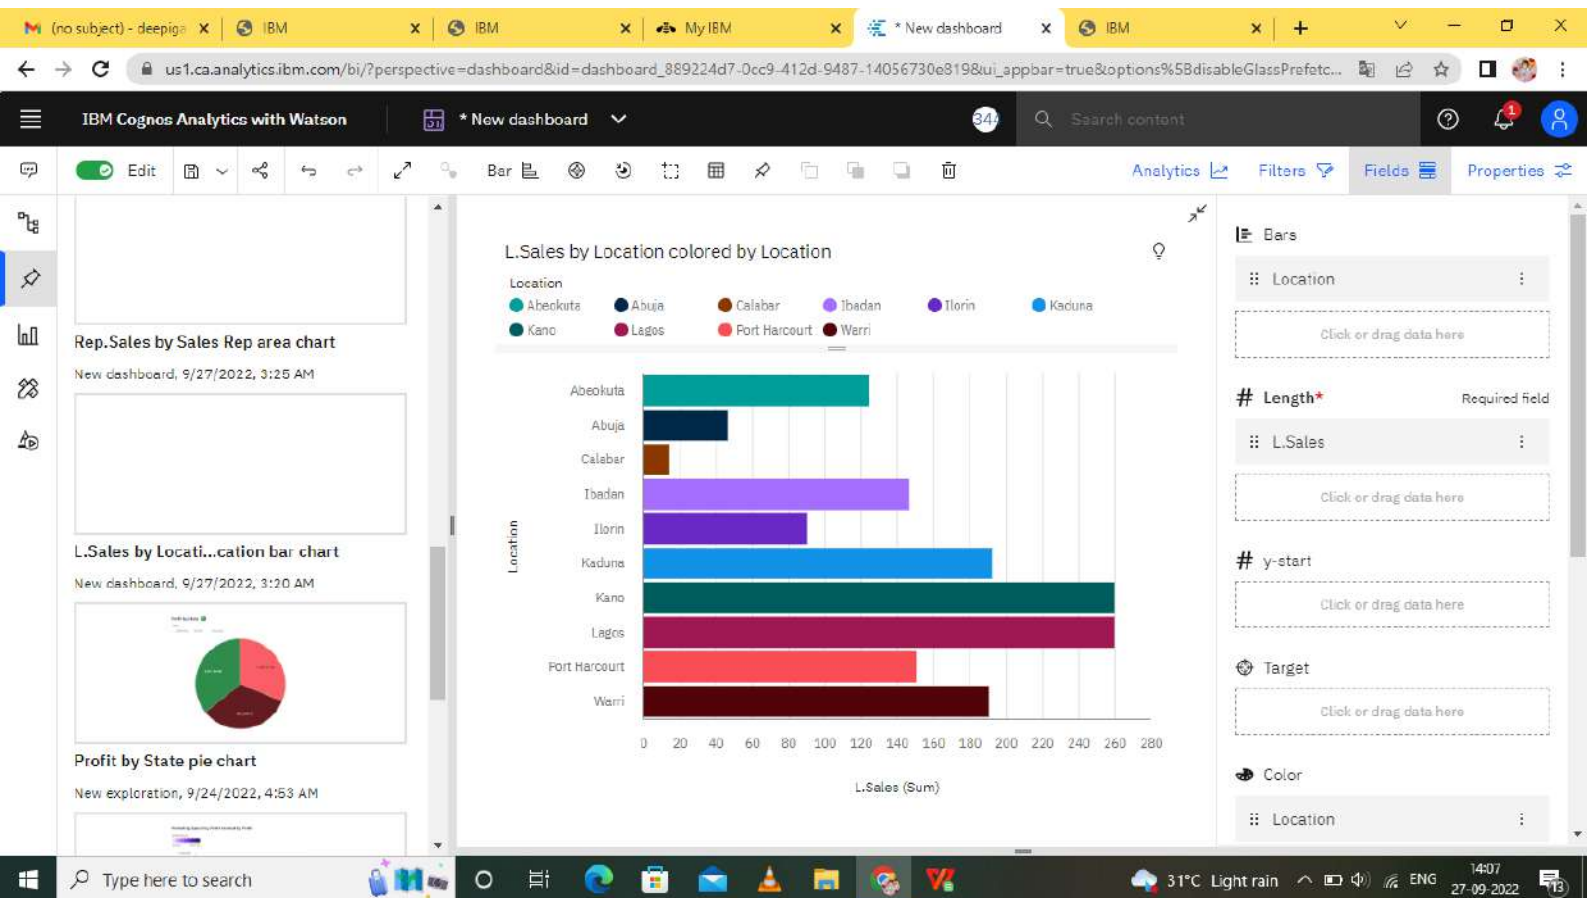 (no subject) - deepiga
IBM
IBM
My IBM
* New dashboard
IBM
us1.ca.analytics.ibm.com/bi/?perspective=dashboard&id=dashboard_889224d7-0cc9-412d-9487-14056730e819&ui_appbar=true&options%5BdisableGlassPrefetc...
IBM Cognos Analytics with Watson
* New dashboard
344
Search content
1
Edit
Bar
Analytics
Filters
Fields
Properties
Rep.Sales by Sales Rep area chart
New dashboard, 9/27/2022, 3:25 AM
L.Sales by Locati...cation bar chart
New dashboard, 9/27/2022, 3:20 AM
Profit by State pie chart
New exploration, 9/24/2022, 4:53 AM
L.Sales by Location colored by Location
Location
Abeokuta Abuja Calabar Ibadan Ilorin Kaduna
Kano Lagos Port Harcourt Warri
Location
Abeokuta
Abuja
Calabar
Ibadan
Ilorin
Kaduna
Kano
Lagos
Port Harcourt
Warri
0 20 40 60 80 100 120 140 160 180 200 220 240 260 280
L.Sales (Sum)
Bars
Location
Click or drag data here
# Length* Required field
L.Sales
Click or drag data here
# y-start
Click or drag data here
Target
Click or drag data here
Color
Location
Type here to search
31°C Light rain
ENG
14:07
27-09-2022
13